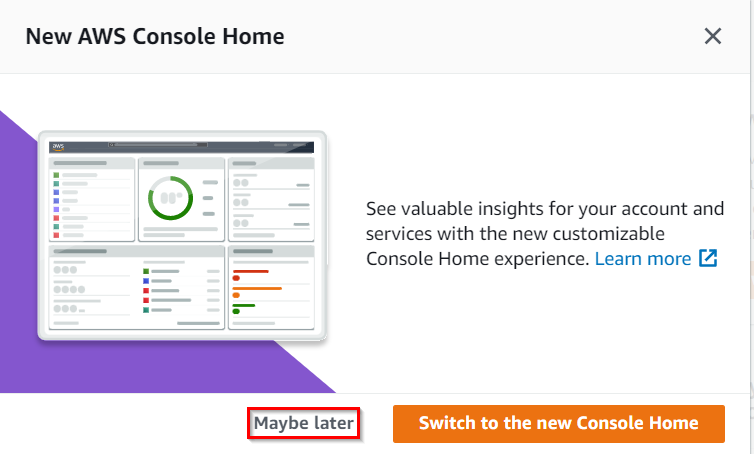 New AWS Console Home
aws
See valuable insights for your account and
services with the new customizable
Console Home experience. Learn more
Maybe later
Switch to the new Console Home